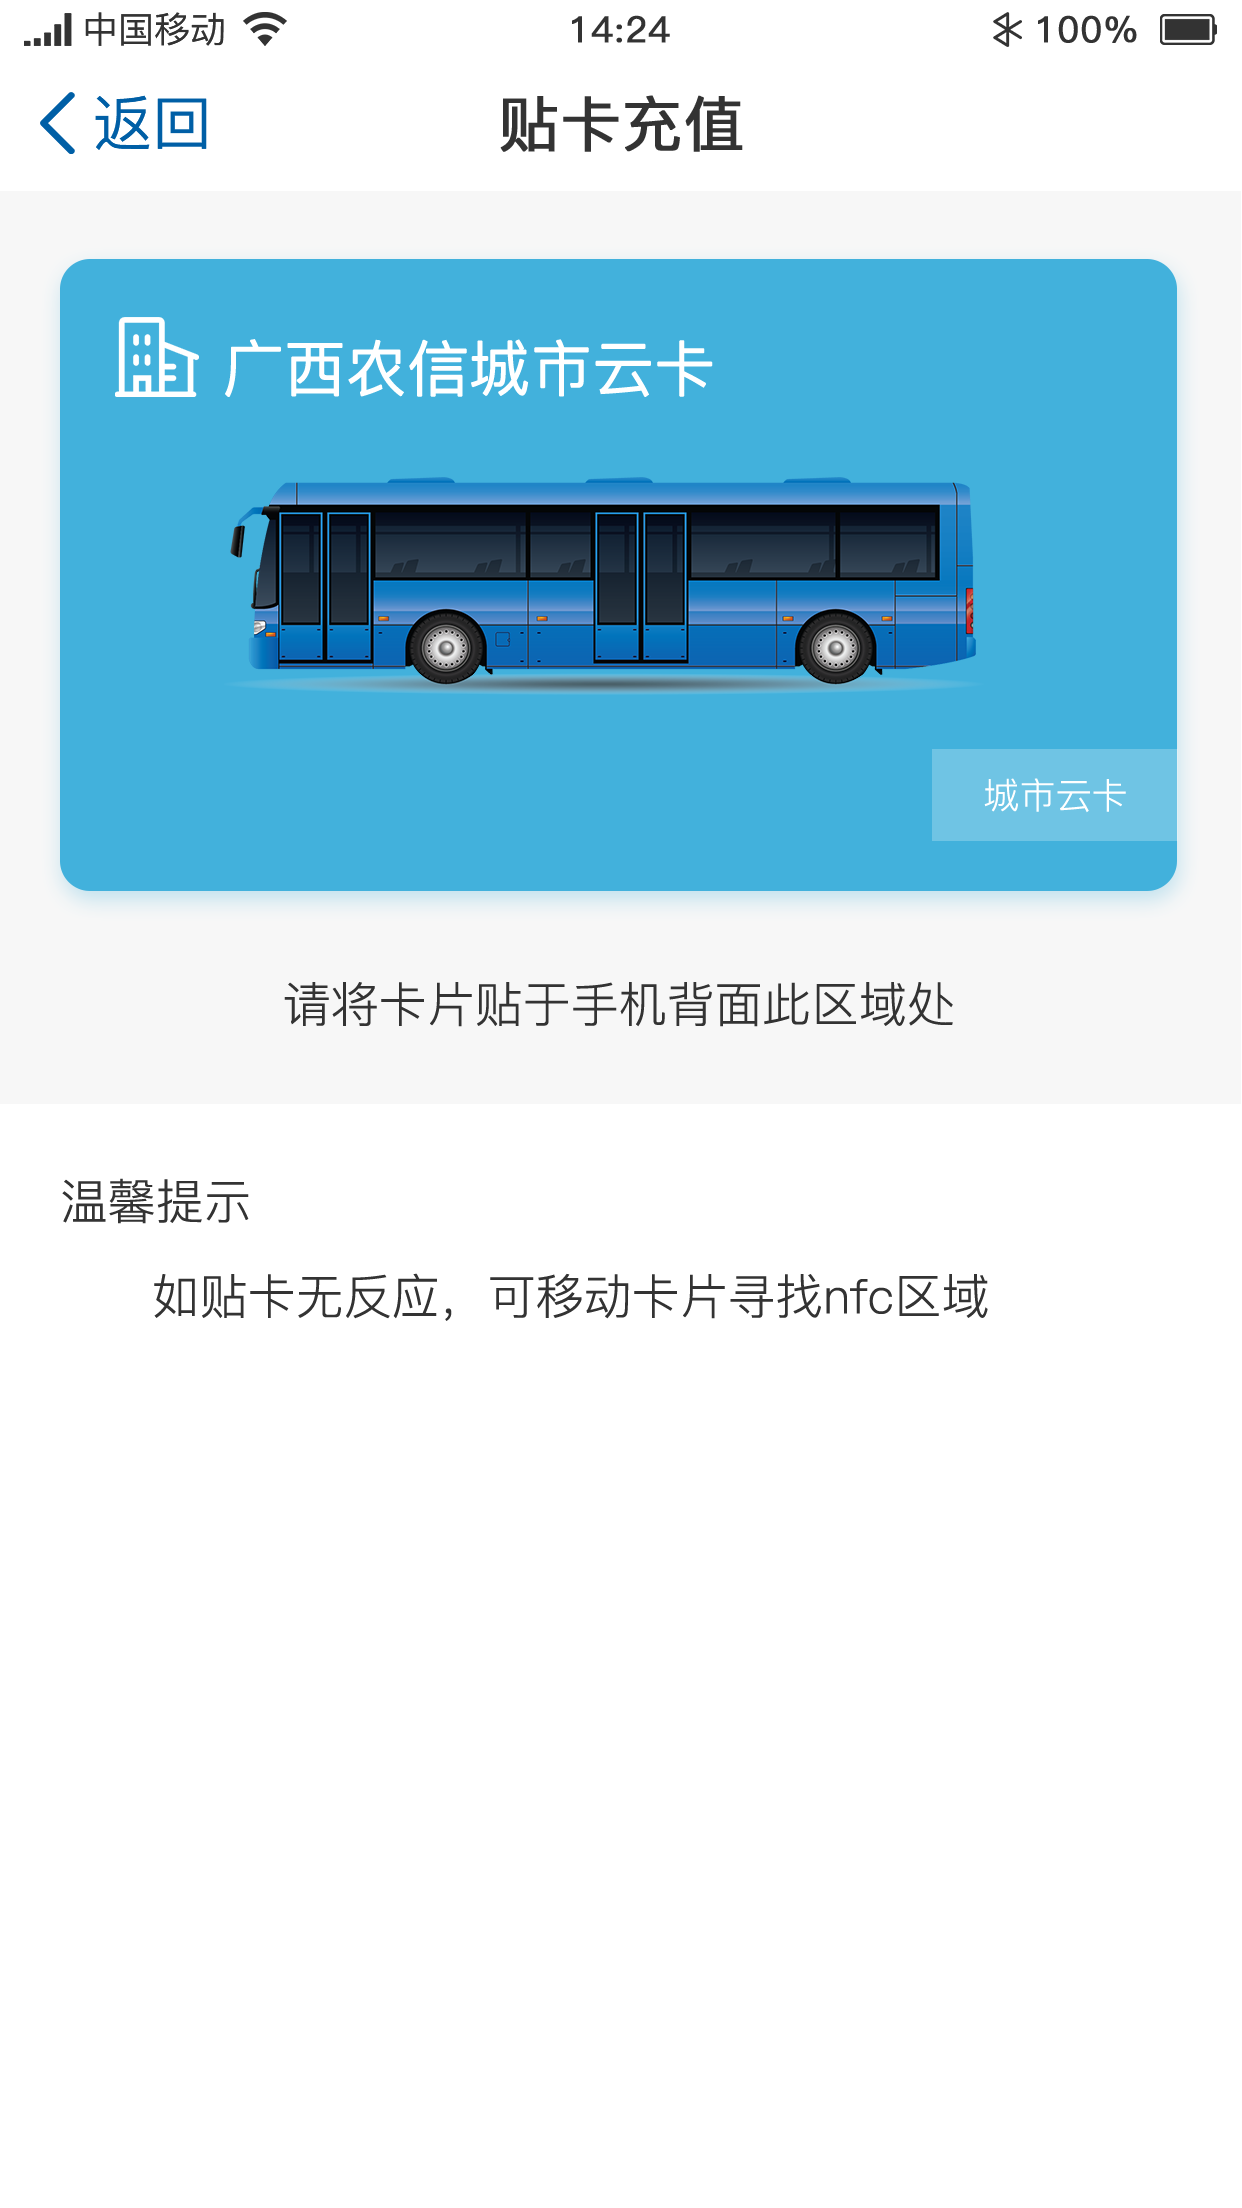 中国移动 14:24 100%
返回 贴卡充值
广西农信城市云卡
城市云卡
请将卡片贴于手机背面此区域处
温馨提示
如贴卡无反应，可移动卡片寻找nfc区域